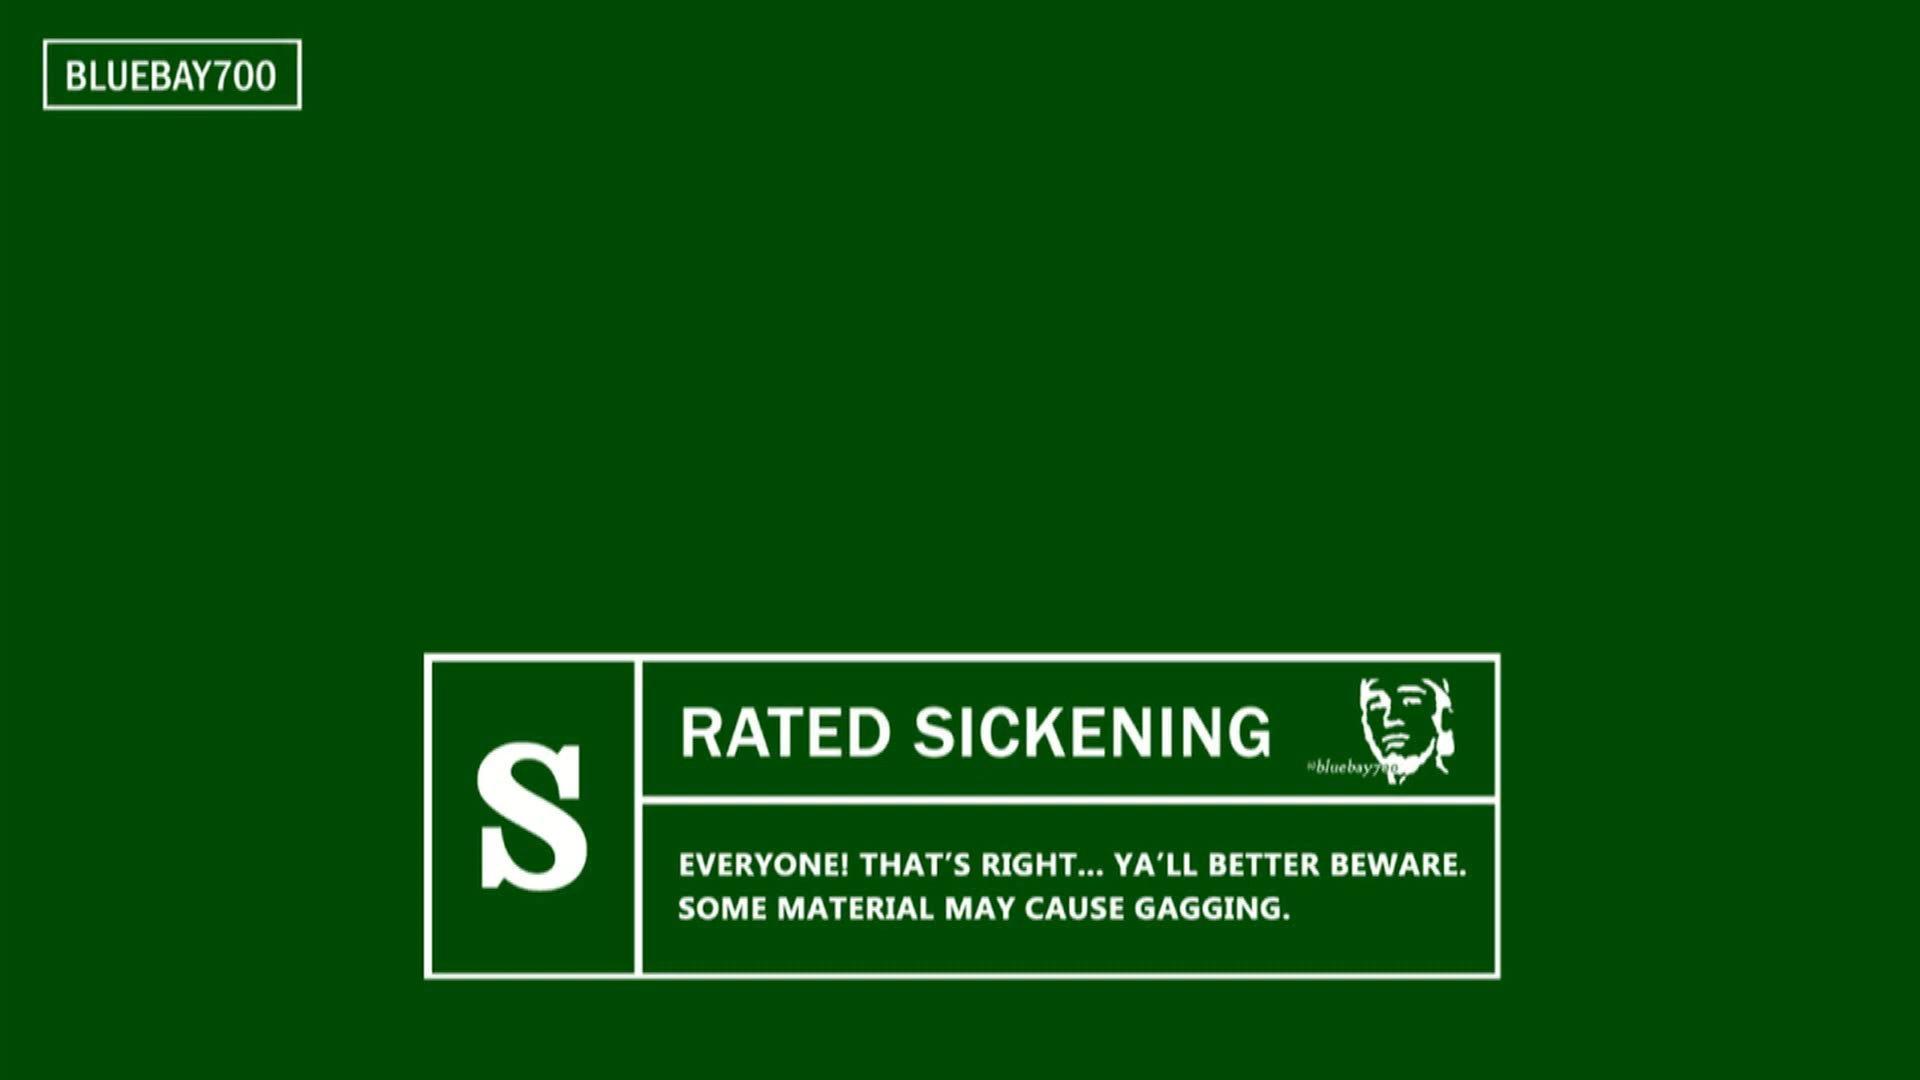 BLUEBAY700
S
RATED SICKENING
@bluebay700
EVERYONE! THAT'S RIGHT... YA'LL BETTER BEWARE.
SOME MATERIAL MAY CAUSE GAGGING.